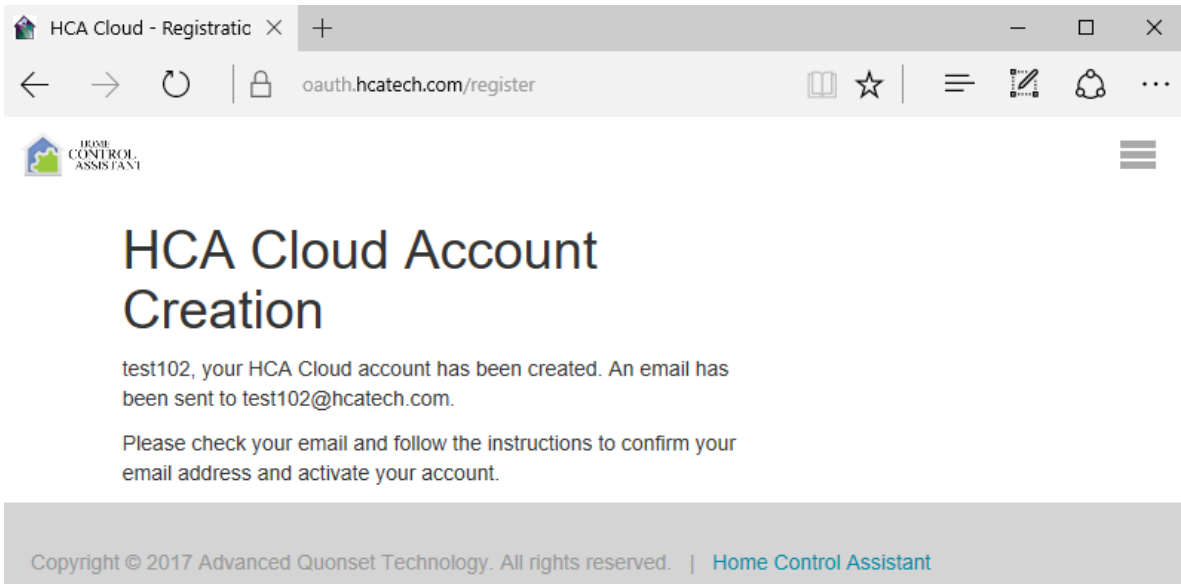 HCA Cloud - Registratic
oauth.hcatech.com/register
HOME
CONTROL
ASSISTANT
HCA Cloud Account
Creation
test102, your HCA Cloud account has been created. An email has
been sent to test102@hcatech.com.
Please check your email and follow the instructions to confirm your
email address and activate your account.
Copyright © 2017 Advanced Quonset Technology. All rights reserved. | Home Control Assistant